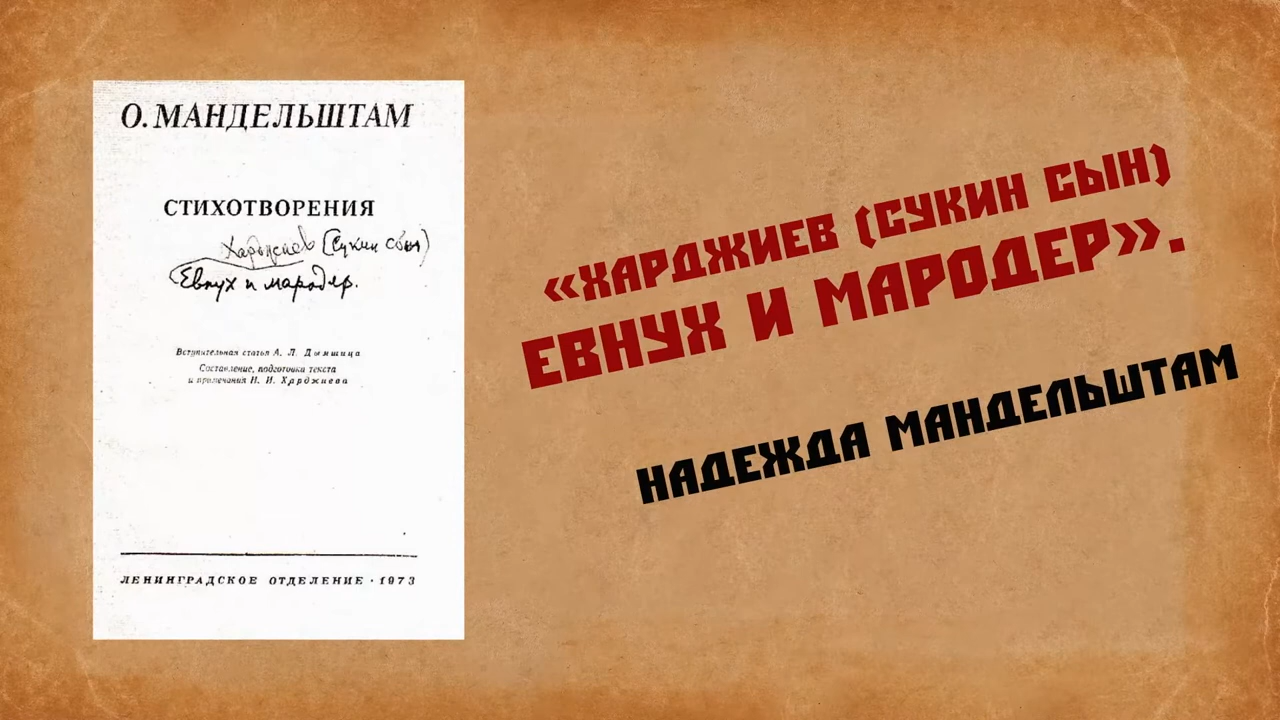 О. МАНДЕЛЬШТАМ
СТИХОТВОРЕНИЯ
Харджиев (сукин сын)
Евнух и мародер.
Вступительная статья А. Л. Дымшица
Составление, подготовка текста
и примечания Н. И. Харджиева
ЛЕНИНГРАДСКОЕ ОТДЕЛЕНИЕ · 1973
«ХАРДЖИЕВ (СУКИН СЫН)
ЕВНУХ И МАРОДЕР».
НАДЕЖДА МАНДЕЛЬШТАМ